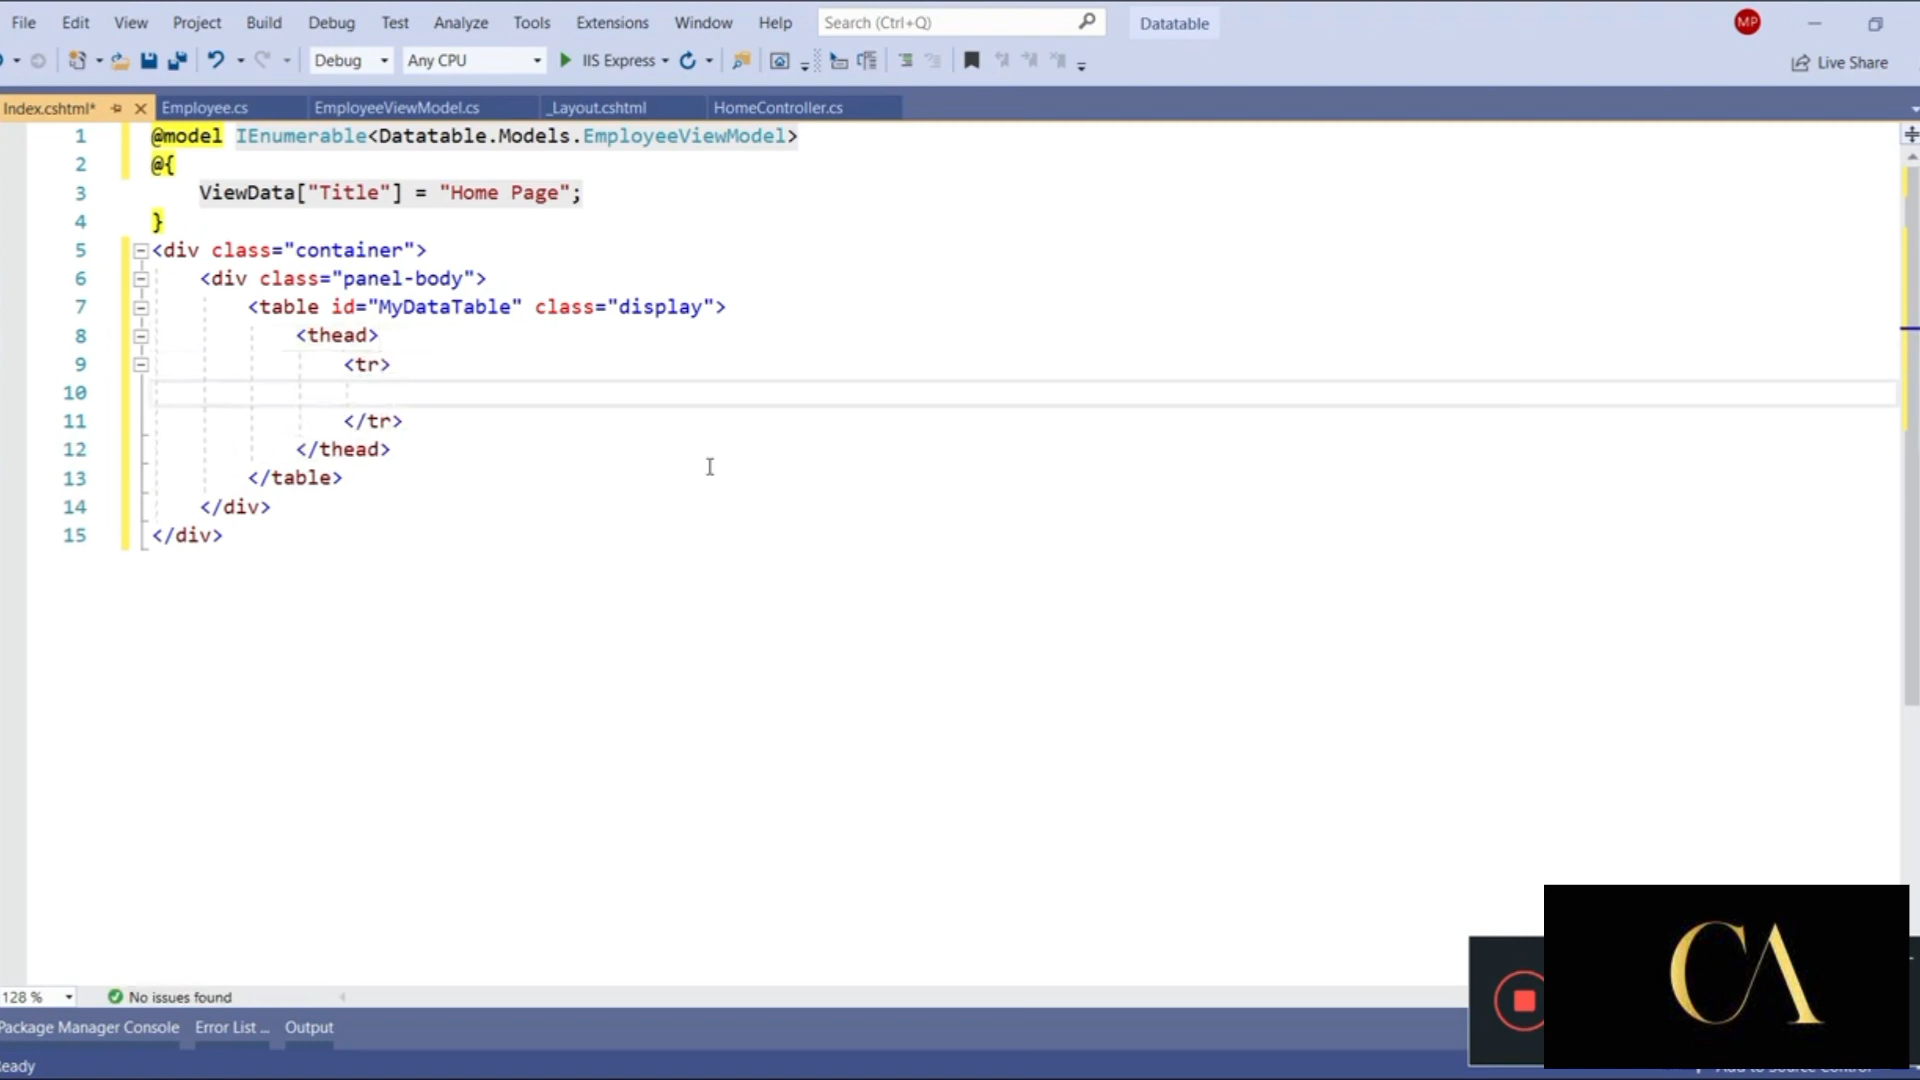 File Edit View Project Build Debug Test Analyze Tools Extensions Window Help Search (Ctrl+Q) Datatable MP
Debug Any CPU IIS Express Live Share
Index.cshtml* Employee.cs EmployeeViewModel.cs _Layout.cshtml HomeController.cs
1 @model IEnumerable<Datatable.Models.EmployeeViewModel>
2 @{
3 ViewData["Title"] = "Home Page";
4 }
5 <div class="container">
6 <div class="panel-body">
7 <table id="MyDataTable" class="display">
8 <thead>
9 <tr>
10
11 </tr>
12 </thead>
13 </table>
14 </div>
15 </div>
128 % No issues found
Package Manager Console Error List ... Output
eady
CA